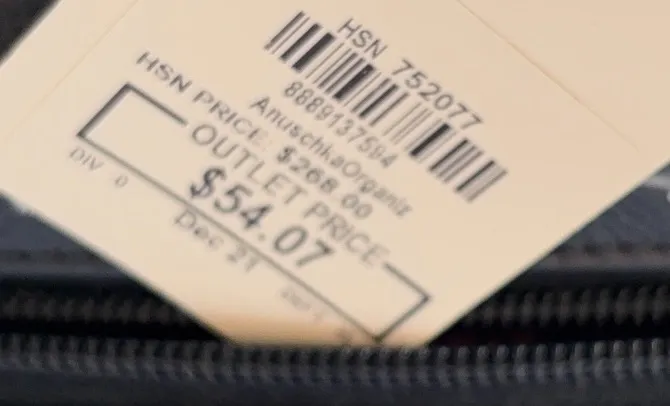 HSN 752077
8889137594
AnuschkaOrganiz
HSN PRICE: $268.00
OUTLET PRICE
$54.07
DIV 0
Dec 21